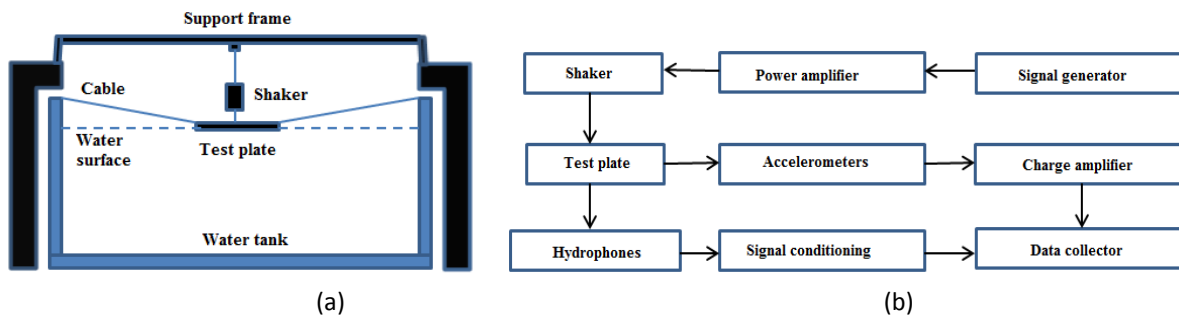 Support frame
Cable
Shaker
Water
surface
Test plate
Water tank
(a)
Shaker
Power amplifier
Signal generator
Test plate
Accelerometers
Charge amplifier
Hydrophones
Signal conditioning
Data collector
(b)